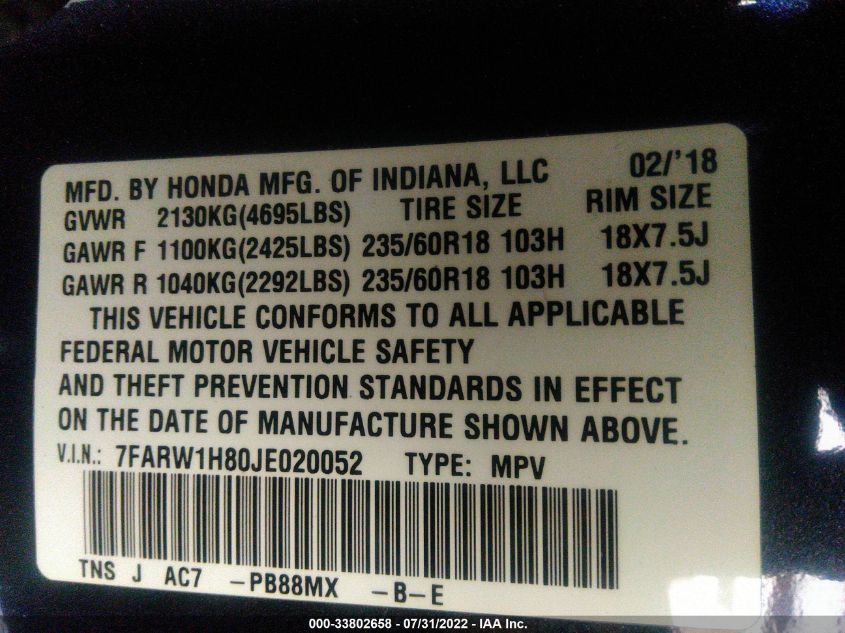 MFD. BY HONDA MFG. OF INDIANA, LLC 02/'18
GVWR 2130KG(4695LBS) TIRE SIZE RIM SIZE
GAWR F 1100KG(2425LBS) 235/60R18 103H 18X7.5J
GAWR R 1040KG(2292LBS) 235/60R18 103H 18X7.5J
THIS VEHICLE CONFORMS TO ALL APPLICABLE
FEDERAL MOTOR VEHICLE SAFETY
AND THEFT PREVENTION STANDARDS IN EFFECT
ON THE DATE OF MANUFACTURE SHOWN ABOVE.
V.I.N.: 7FARW1H80JE020052 TYPE: MPV
TNS J AC7 -PB88MX -B-E
000-33802658 - 07/31/2022 - IAA Inc.